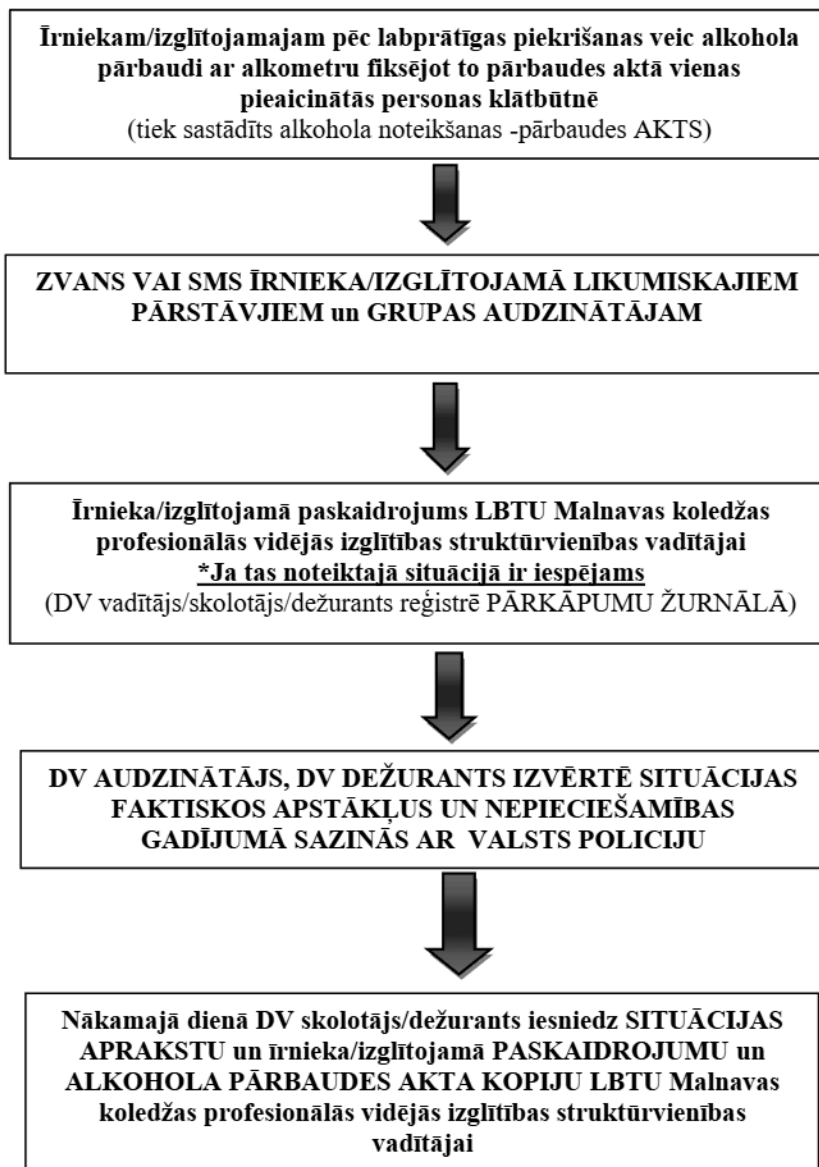 Īrniekam/izglītojamajam pēc labprātīgas piekrišanas veic alkohola
pārbaudi ar alkometru fiksējot to pārbaudes aktā vienas
pieaicinātās personas klātbūtnē
(tiek sastādīts alkohola noteikšanas -pārbaudes AKTS)
ZVANS VAI SMS ĪRNIEKA/IZGLĪTOJAMĀ LIKUMISKAJIEM
PĀRSTĀVJIEM un GRUPAS AUDZINĀTĀJAM
Īrnieka/izglītojamā paskaidrojums LBTU Malnavas koledžas
profesionālās vidējās izglītības struktūrvienības vadītājai
*Ja tas noteiktajā situācijā ir iespējams
(DV vadītājs/skolotājs/dežurants reģistrē PĀRKĀPUMU ŽURNĀLĀ)
DV AUDZINĀTĀJS, DV DEŽURANTS IZVĒRTĒ SITUĀCIJAS
FAKTISKOS APSTĀKĻUS UN NEPIECIEŠAMĪBAS
GADĪJUMĀ SAZINĀS AR VALSTS POLICIJU
Nākamajā dienā DV skolotājs/dežurants iesniedz SITUĀCIJAS
APRAKSTU un īrnieka/izglītojamā PASKAIDROJUMU un
ALKOHOLA PĀRBAUDES AKTA KOPIJU LBTU Malnavas
koledžas profesionālās vidējās izglītības struktūrvienības
vadītājai